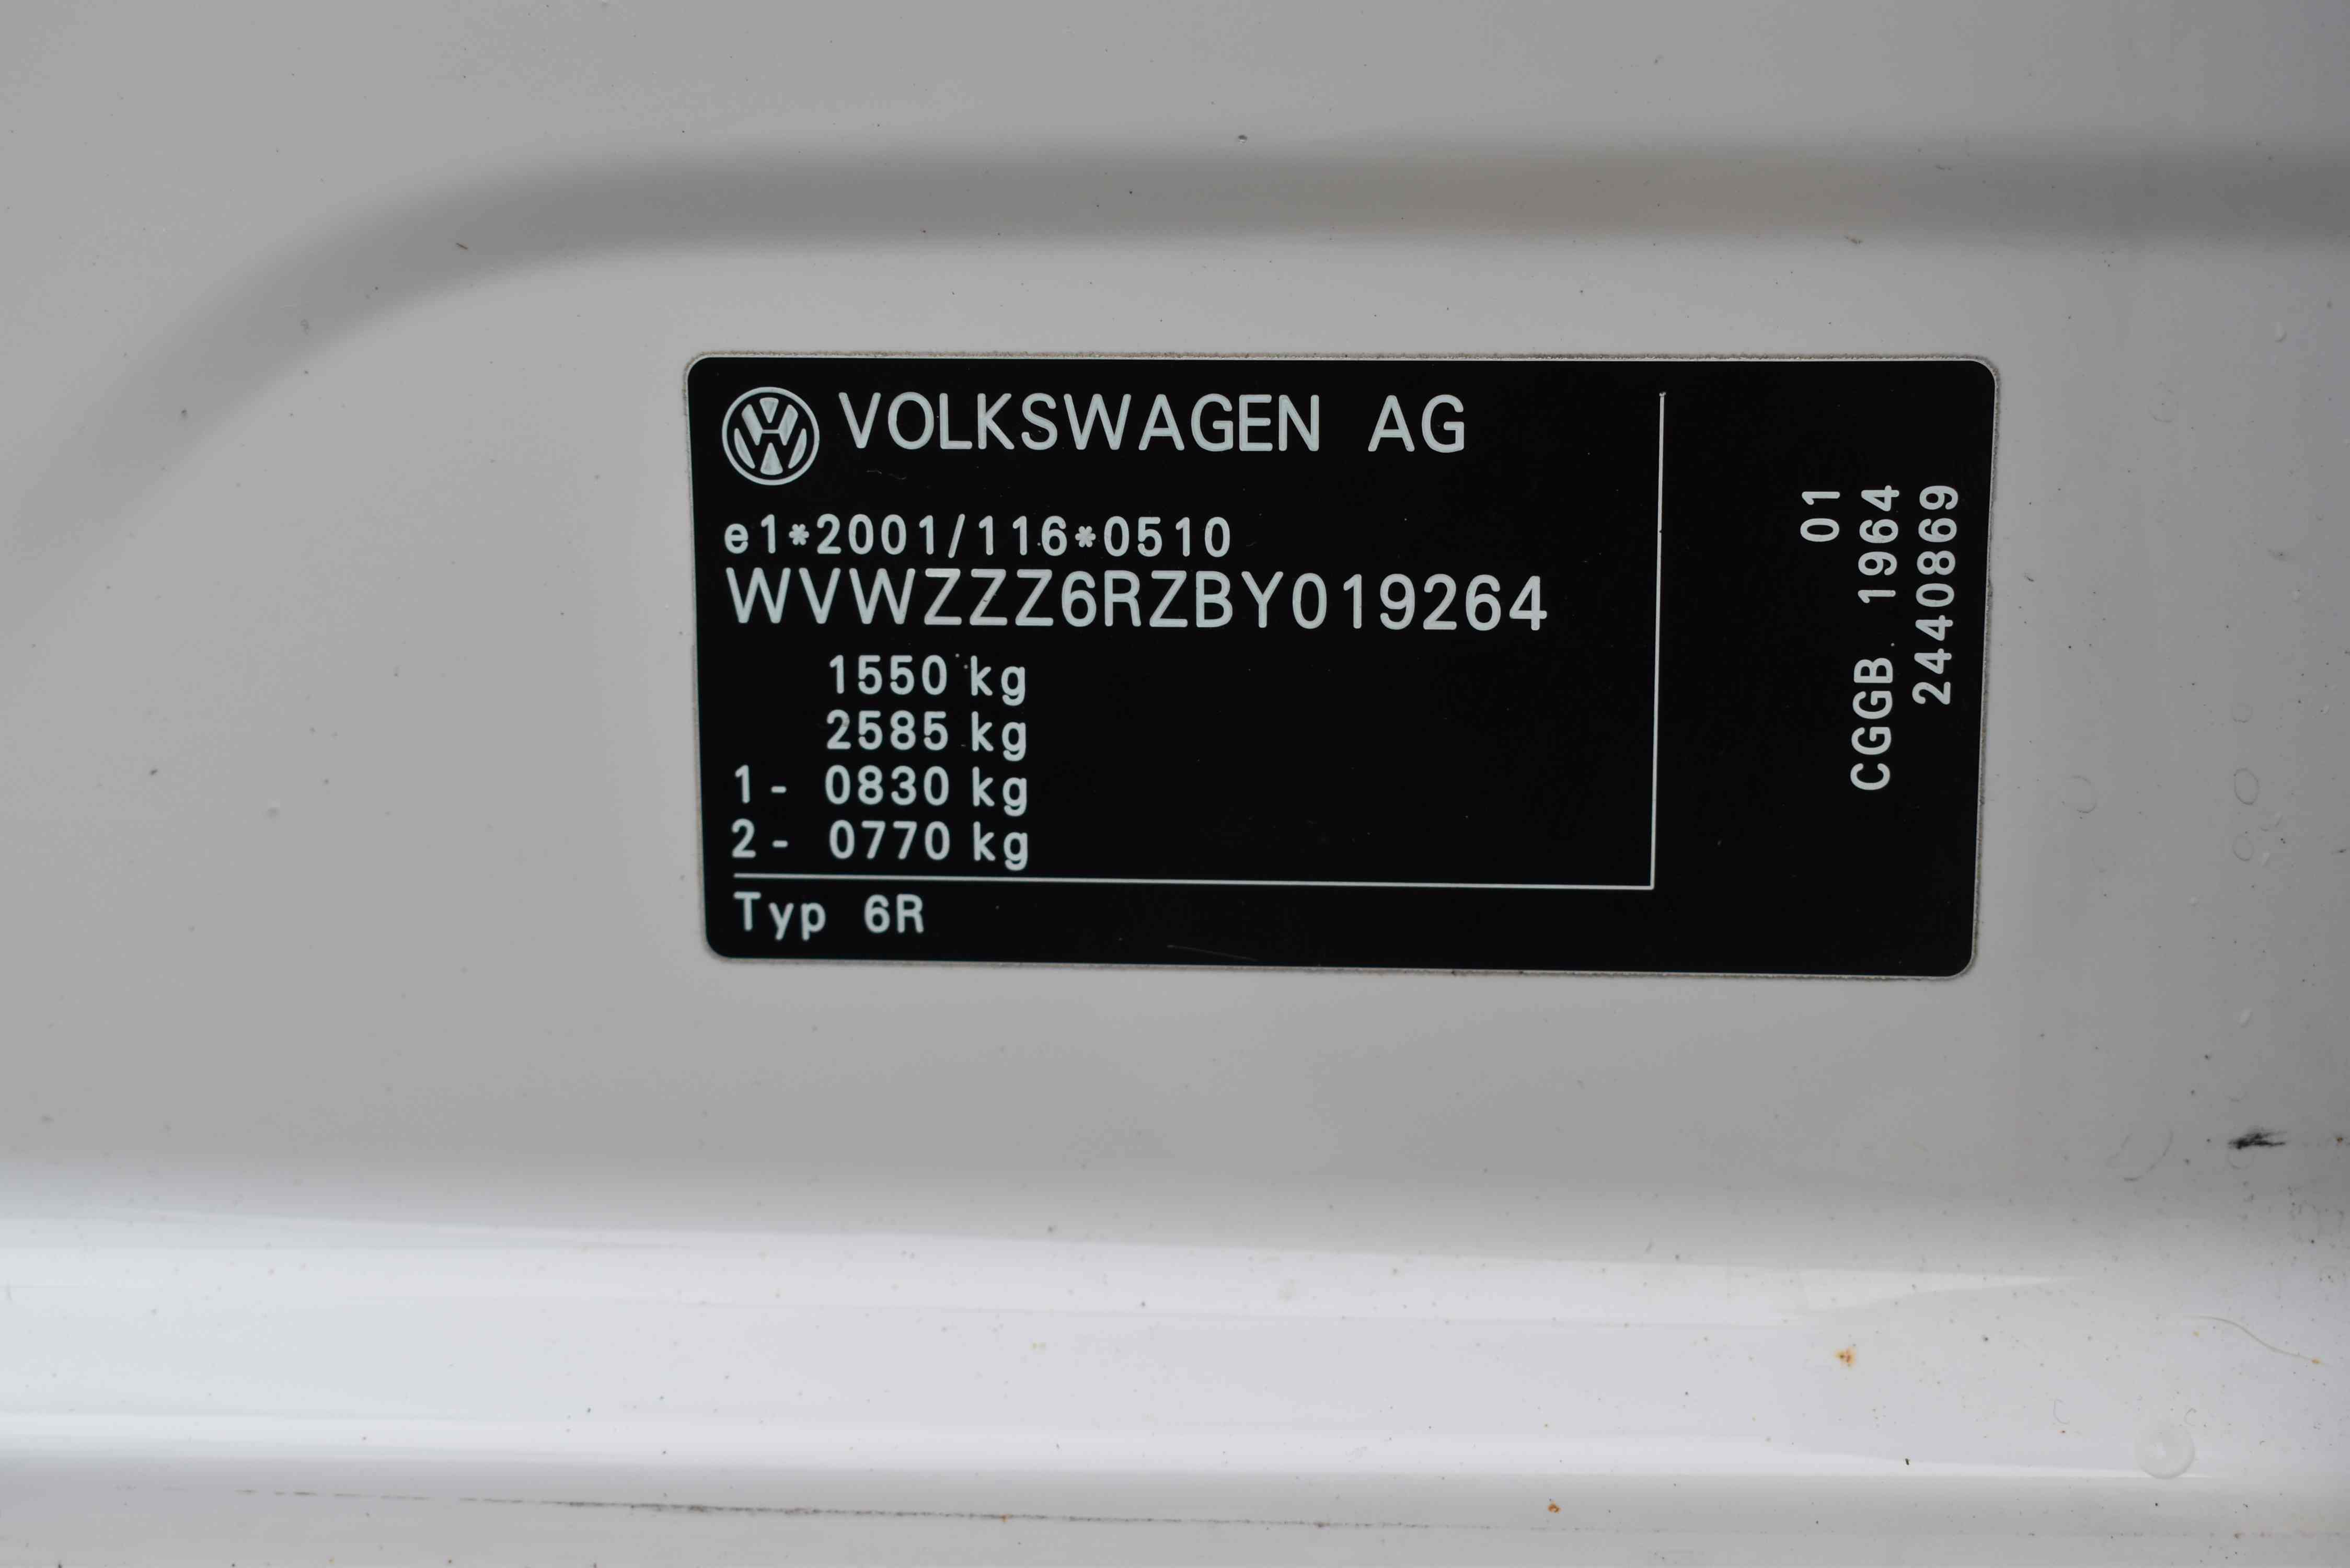 VOLKSWAGEN AG
e1*2001/116*0510
WVWZZZ6RZBY019264
1550 kg
2585 kg
1- 0830 kg
2- 0770 kg
Typ 6R
01
CGGB 1964
2440869